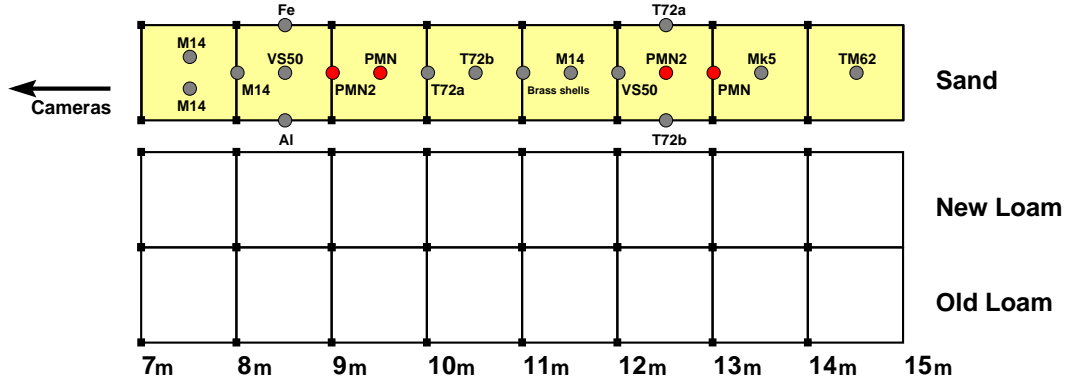 Fe
T72a
M14
VS50
PMN
T72b
M14
PMN2
Mk5
TM62
Sand
M14
PMN2
T72a
Brass shells
VS50
PMN
M14
Cameras
Al
T72b
New Loam
Old Loam
7m
8m
9m
10m
11m
12m
13m
14m
15m